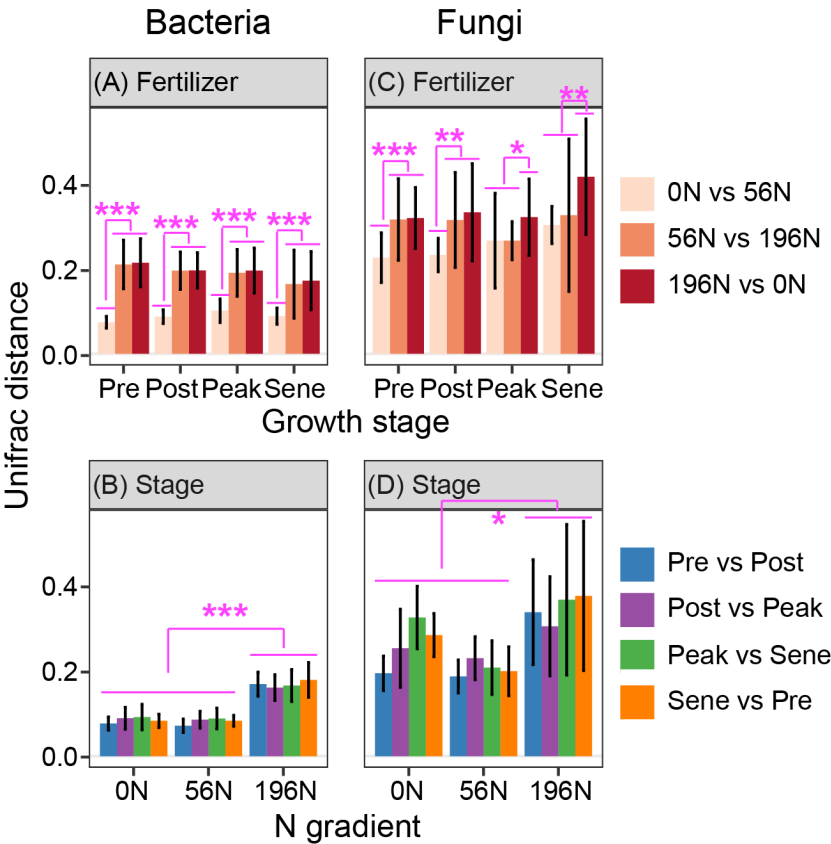 Bacteria Fungi
(A) Fertilizer (C) Fertilizer
*** *** *** *** *** ** * **
0.4
0.2
0.0
Pre Post Peak Sene Pre Post Peak Sene
Growth stage
0N vs 56N
56N vs 196N
196N vs 0N
Unifrac distance
(B) Stage (D) Stage
*** *
0.4
0.2
0.0
0N 56N 196N 0N 56N 196N
N gradient
Pre vs Post
Post vs Peak
Peak vs Sene
Sene vs Pre